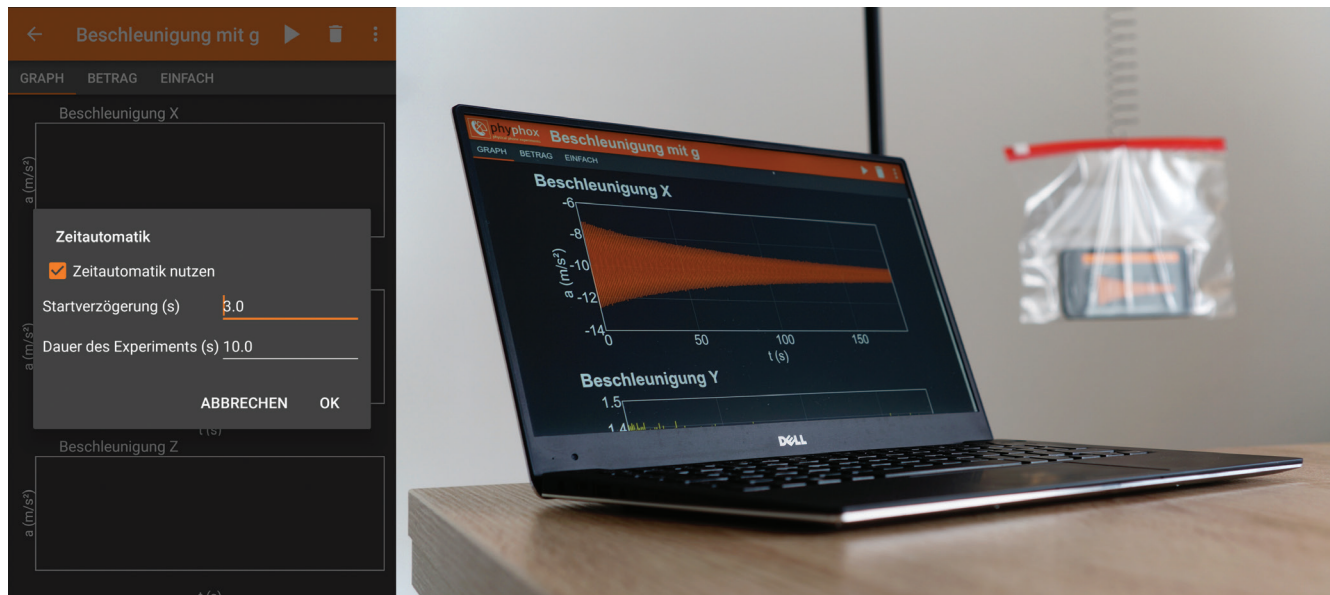 Beschleunigung mit g
GRAPH BETRAG EINFACH
Beschleunigung X
a (m/s²)
Zeitautomatik
Zeitautomatik nutzen
Startverzögerung (s) 3.0
Dauer des Experiments (s) 10.0
ABBRECHEN OK
a (m/s²)
t (s)
Beschleunigung Z
a (m/s²)
t (s)
phyphox Beschleunigung mit g
GRAPH BETRAG EINFACH
Beschleunigung X
-6
-8
-10
-12
-14
a (m/s²)
0 50 100 150
t (s)
Beschleunigung Y
1.5
1.4
DELL